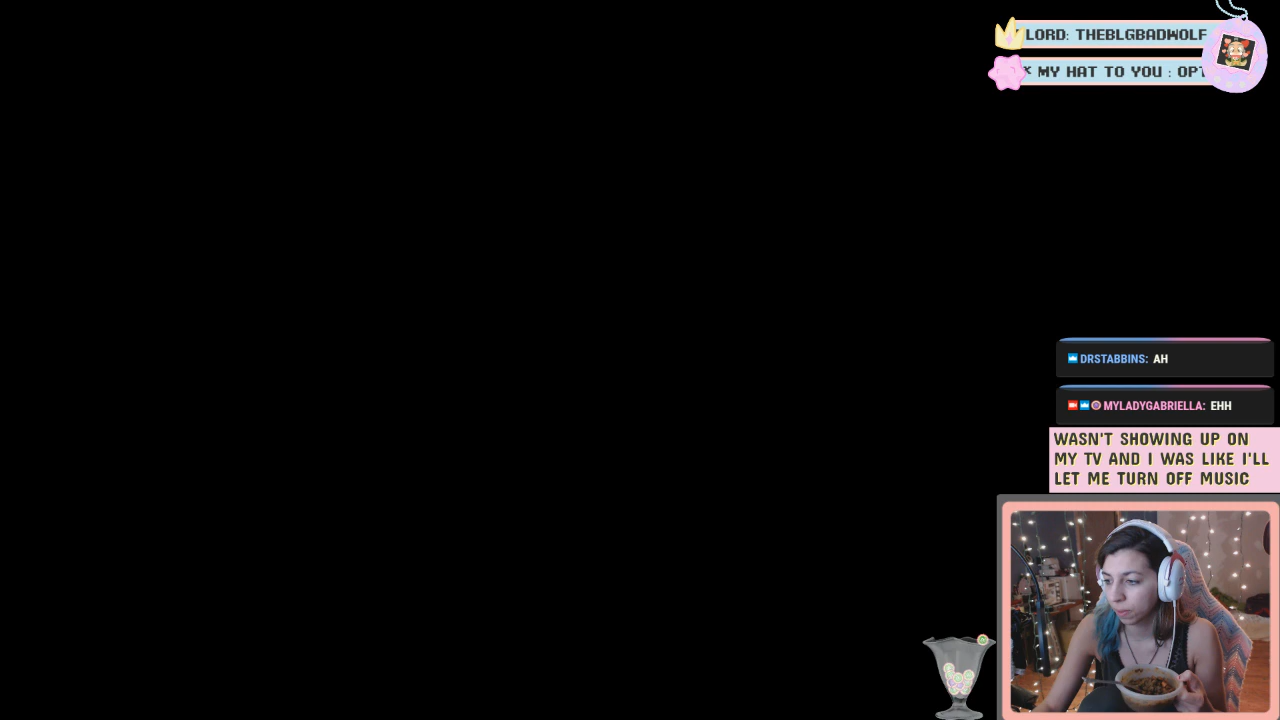 LORD: THEBLGBADWOLF
MY HAT TO YOU : OPT
DRSTABBINS: AH
MYLADYGABRIELLA: EHH
WASN'T SHOWING UP ON
MY TV AND I WAS LIKE I'LL
LET ME TURN OFF MUSIC